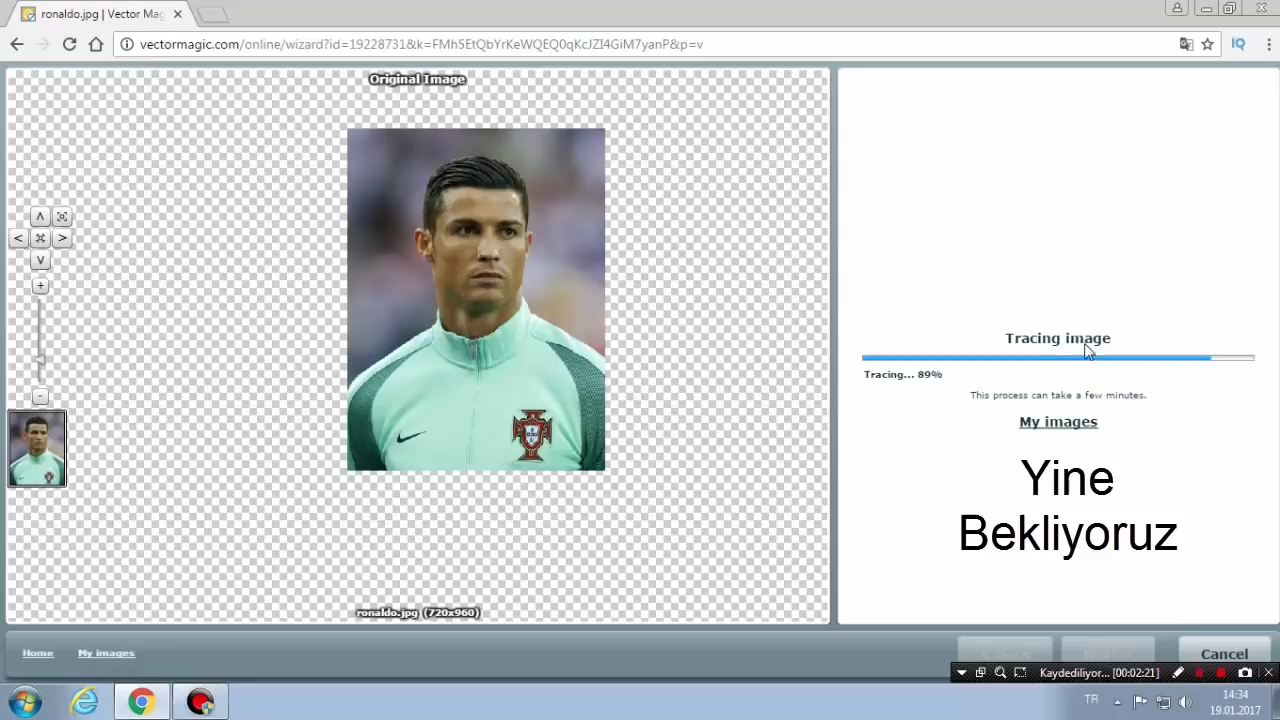 ronaldo.jpg | Vector Mag
vectormagic.com/online/wizard?id=19228731&k=FMh5EtQbYrKeWQEQ0qKcJZI4GiM7yanP&p=v
IQ
Original Image
Tracing image
Tracing... 89%
This process can take a few minutes.
My images
Yine
Bekliyoruz
ronaldo.jpg (720x960)
Home
My images
Cancel
Kaydediliyor... [00:02:21]
TR
14:34
19.01.2017